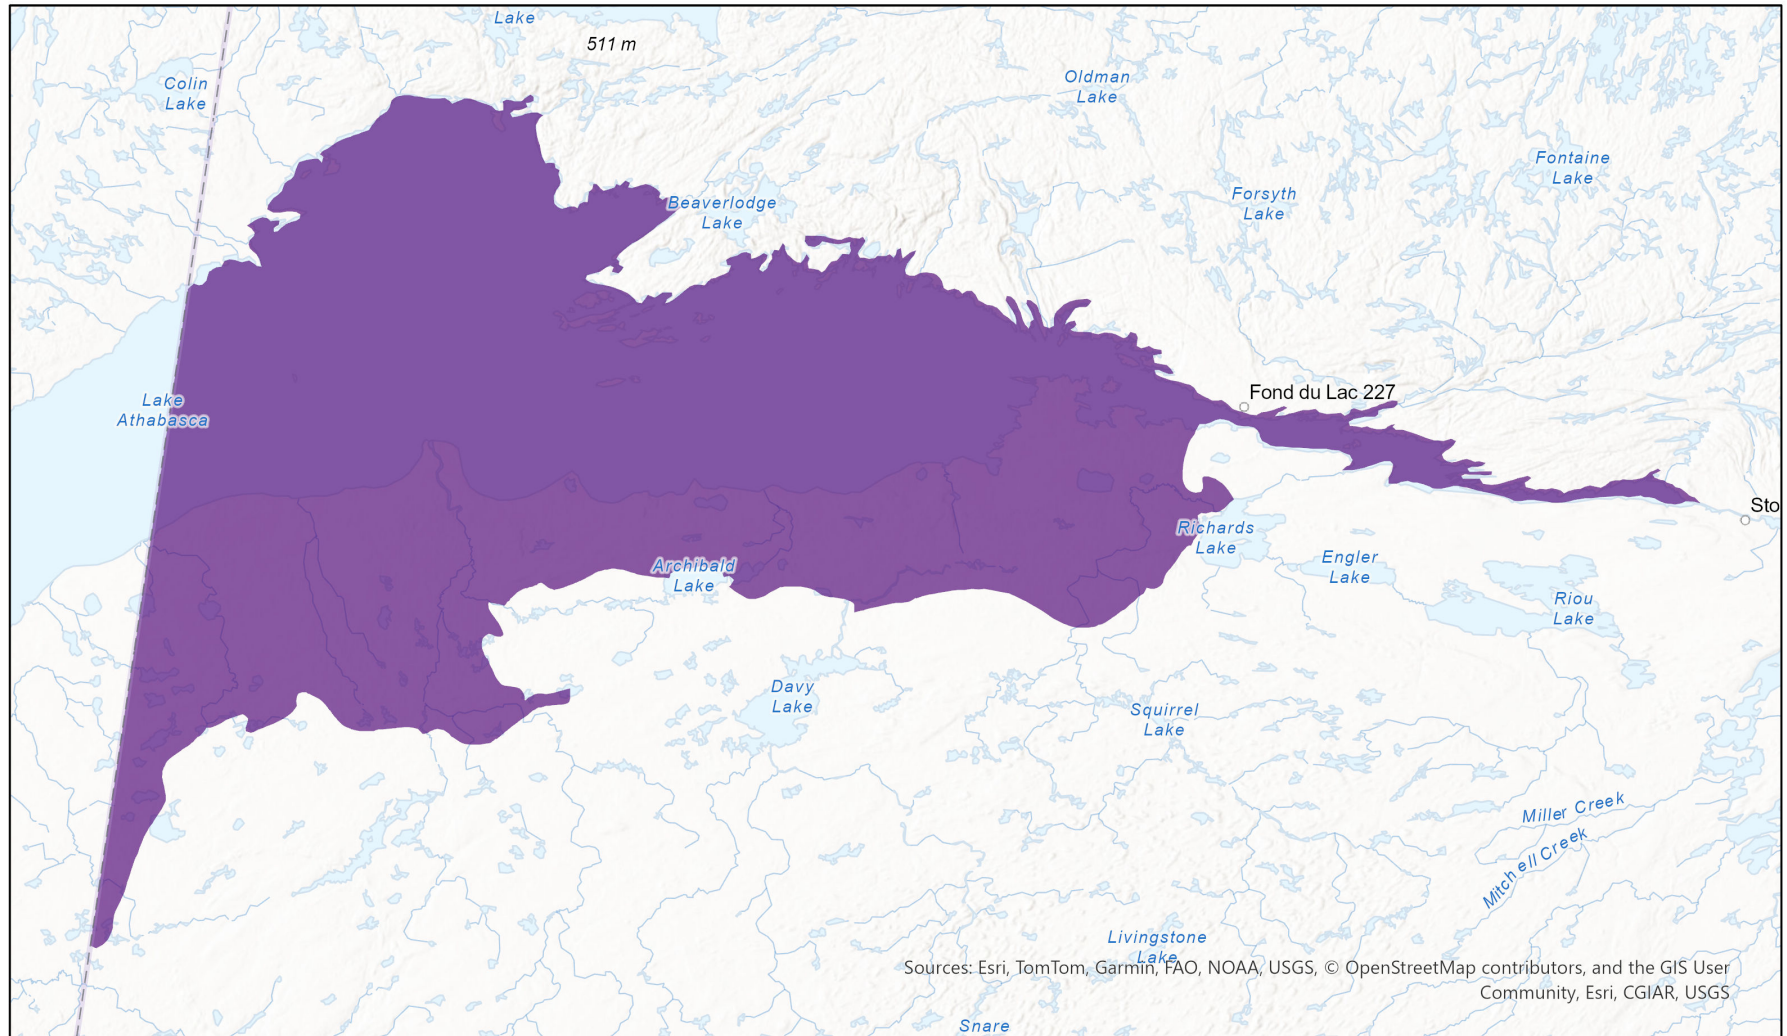 Lake
511 m
Colin
Lake
Oldman
Lake
Fontaine
Lake
Forsyth
Lake
Beaverlodge
Lake
Lake
Athabasca
Fond du Lac 227
Sto
Richards
Lake
Archibald
Lake
Engler
Lake
Riou
Lake
Davy
Lake
Squirrel
Lake
Miller Creek
Mitchell Creek
Livingstone
Lake
Sources: Esri, TomTom, Garmin, FAO, NOAA, USGS, © OpenStreetMap contributors, and the GIS User
Community, Esri, CGIAR, USGS
Snare